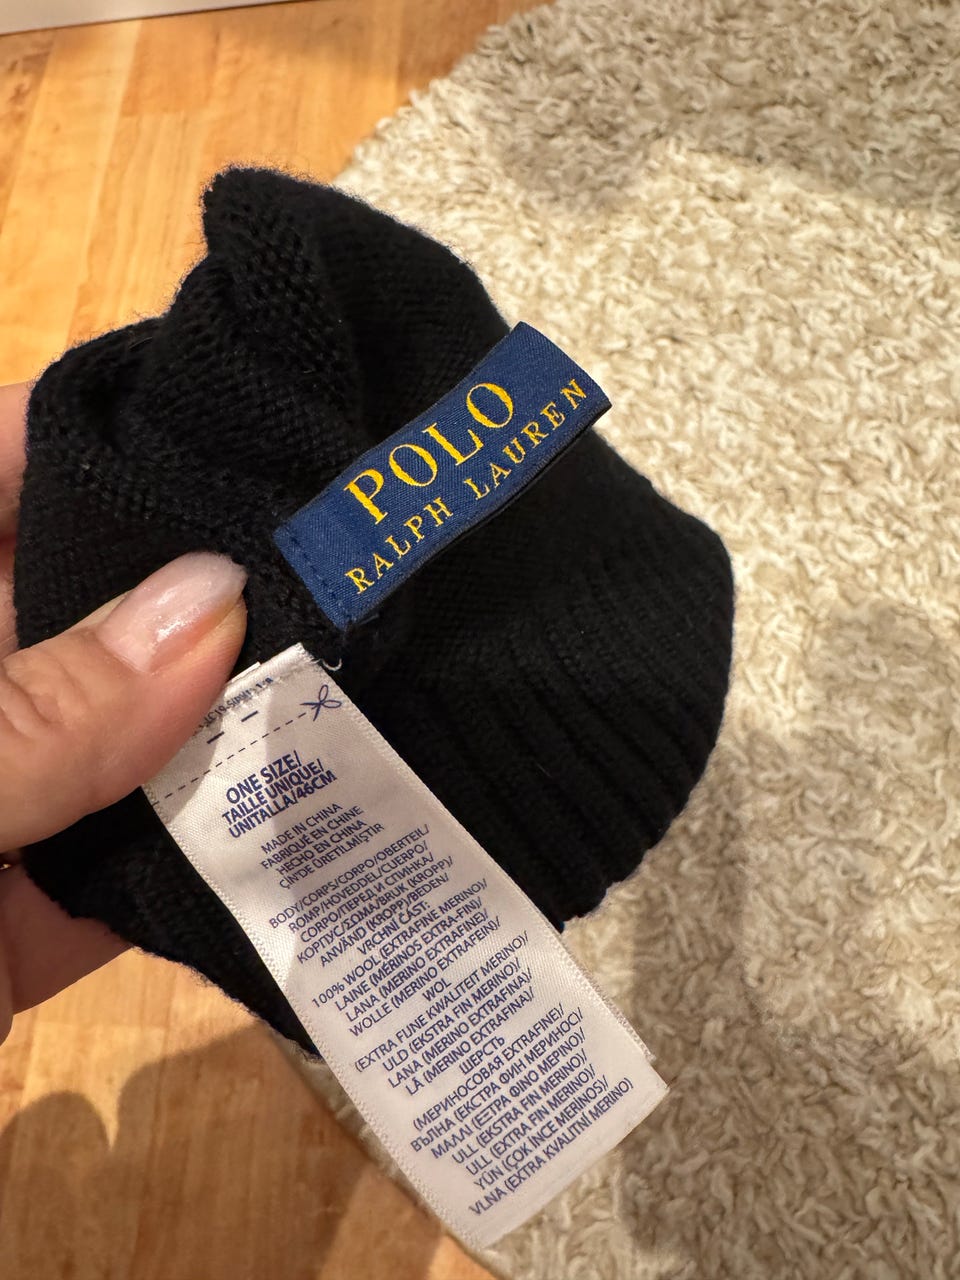 POLO
RALPH LAUREN
ONE SIZE/
TAILLE UNIQUE/
UNITALLA/46CM
MADE IN CHINA
FABRIQUÉ EN CHINE
HECHO EN CHINA
ÇİN'DE ÜRETİLMİŞTİR
BODY/CORPS/CORPO/OBERTEIL/
ROMP/HOVEDDEL/CUERPO/
CORPO/ПЕРЕД И СПИНКА/
КОРПУС/ΣΩΜΑ/BRUK (KROPP)/
ANVÄND (KROPP)/BEDEN/
VRCHNÍ ČÁST:
100% WOOL (EXTRAFINE MERINO)/
LAINE (MÉRINOS EXTRA-FIN)/
LANA (MERINO EXTRAFINE)/
WOLLE (MERINO EXTRAFEIN)/
WOL
(EXTRA FIJNE KWALITEIT MERINO)/
ULD (EKSTRA FIN MERINO)/
LANA (MERINO EXTRAFINA)/
LÃ (MERINO EXTRAFINA)/
ШЕРСТЬ
(МЕРИНОСОВАЯ EXTRAFINE)/
ВЪЛНА (ЕКСТРА ФИН МЕРИНОС)/
ΜΑΛΛΙ (ΕΞΤΡΑ ΦΙΝΟ ΜΕΡΙΝΟ)/
ULL (EKSTRA FIN MERINO)/
ULL (EXTRA FIN MERINO)/
YÜN (ÇOK İNCE MERİNOS)/
VLNA (EXTRA KVALITNÍ MERINO)